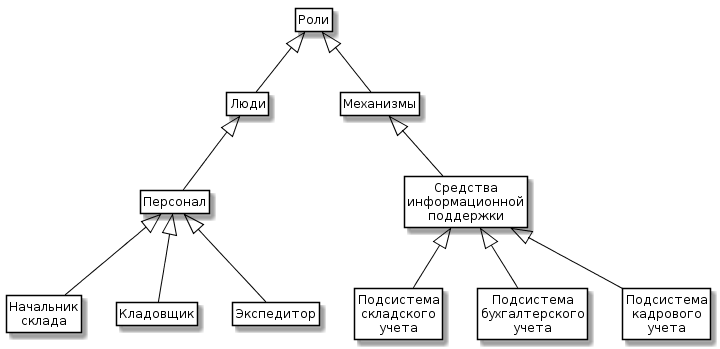 Роли
Люди
Механизмы
Персонал
Средства
информационной
поддержки
Начальник
склада
Кладовщик
Экспедитор
Подсистема
складского
учета
Подсистема
бухгалтерского
учета
Подсистема
кадрового
учета